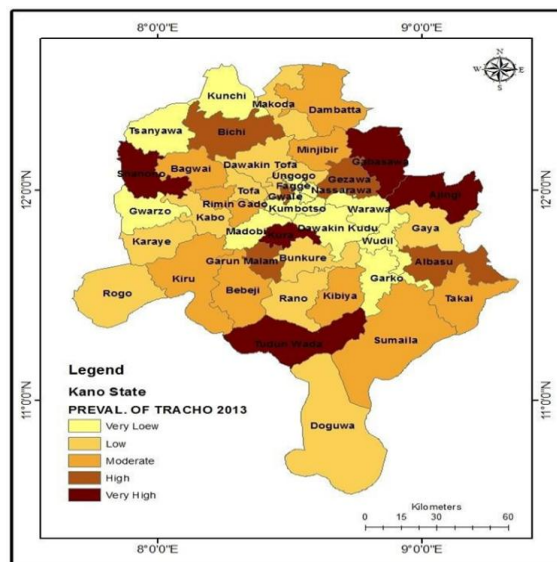 8°0'0"E
9°0'0"E
N
W
E
S
Kunchi
Makoda
Dambatta
Tsanyawa
Bichi
Minjibir
Gabasawa
Shanono
Bagwai
Dawakin Tofa
Ungogo
Gezawa
12°0'0"N
12°0'0"N
Fagge
Nassarawa
Ajingi
Tofa
Gwale
Gwarzo
Rimin Gado
Kumbotso
Warawa
Kabo
Gaya
Madobi
Dawakin Kudu
Karaye
Wudil
Garun Malam
Bunkure
Albasu
Kiru
Garko
Rogo
Bebeji
Rano
Kibiya
Takai
Tudun Wada
Sumaila
11°0'0"N
11°0'0"N
Doguwa
Legend
Kano State
PREVAL. OF TRACHO 2013
Very Loew
Low
Moderate
High
Very High
Kilometers
0 15 30 60
8°0'0"E
9°0'0"E